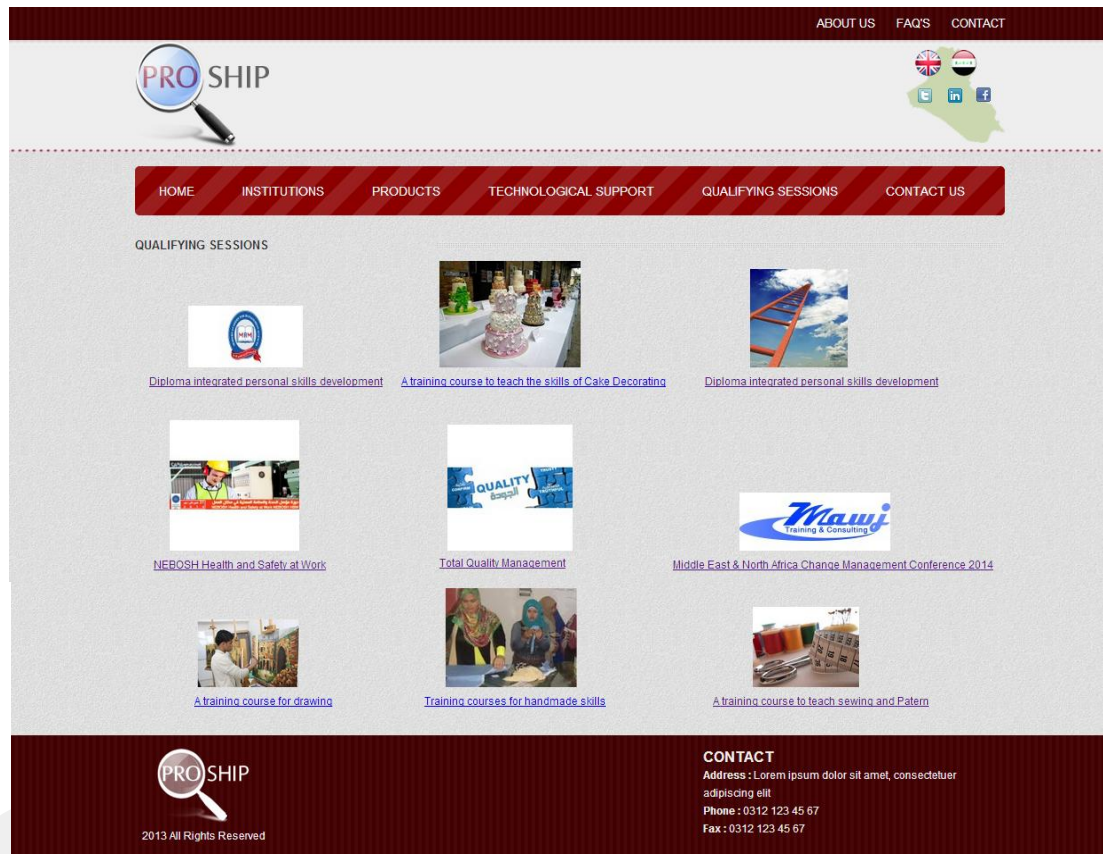 ABOUT US FAQ'S CONTACT
PRO SHIP
HOME INSTITUTIONS PRODUCTS TECHNOLOGICAL SUPPORT QUALIFYING SESSIONS CONTACT US
QUALIFYING SESSIONS
MRM
Diploma integrated personal skills development
A training course to teach the skills of Cake Decorating
Diploma integrated personal skills development
QUALITY
الجودة
Mawj
Training & Consulting
NEBOSH Health and Safety at Work
Total Quality Management
Middle East & North Africa Change Management Conference 2014
A training course for drawing
Training courses for handmade skills
A training course to teach sewing and Patern
PRO SHIP
2013 All Rights Reserved
CONTACT
Address : Lorem ipsum dolor sit amet, consectetuer
adipiscing elit
Phone : 0312 123 45 67
Fax : 0312 123 45 67